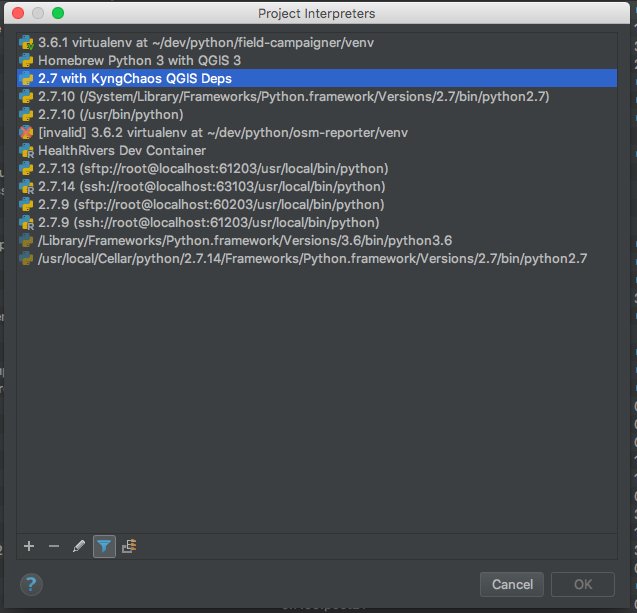 Project Interpreters
3.6.1 virtualenv at ~/dev/python/field-campaigner/venv
Homebrew Python 3 with QGIS 3
2.7 with KyngChaos QGIS Deps
2.7.10 (/System/Library/Frameworks/Python.framework/Versions/2.7/bin/python2.7)
2.7.10 (/usr/bin/python)
[invalid] 3.6.2 virtualenv at ~/dev/python/osm-reporter/venv
HealthRivers Dev Container
2.7.13 (sftp://root@localhost:61203/usr/local/bin/python)
2.7.14 (ssh://root@localhost:63103/usr/local/bin/python)
2.7.9 (sftp://root@localhost:60203/usr/local/bin/python)
2.7.9 (ssh://root@localhost:61203/usr/local/bin/python)
/Library/Frameworks/Python.framework/Versions/3.6/bin/python3.6
/usr/local/Cellar/python/2.7.14/Frameworks/Python.framework/Versions/2.7/bin/python2.7
?
Cancel
OK